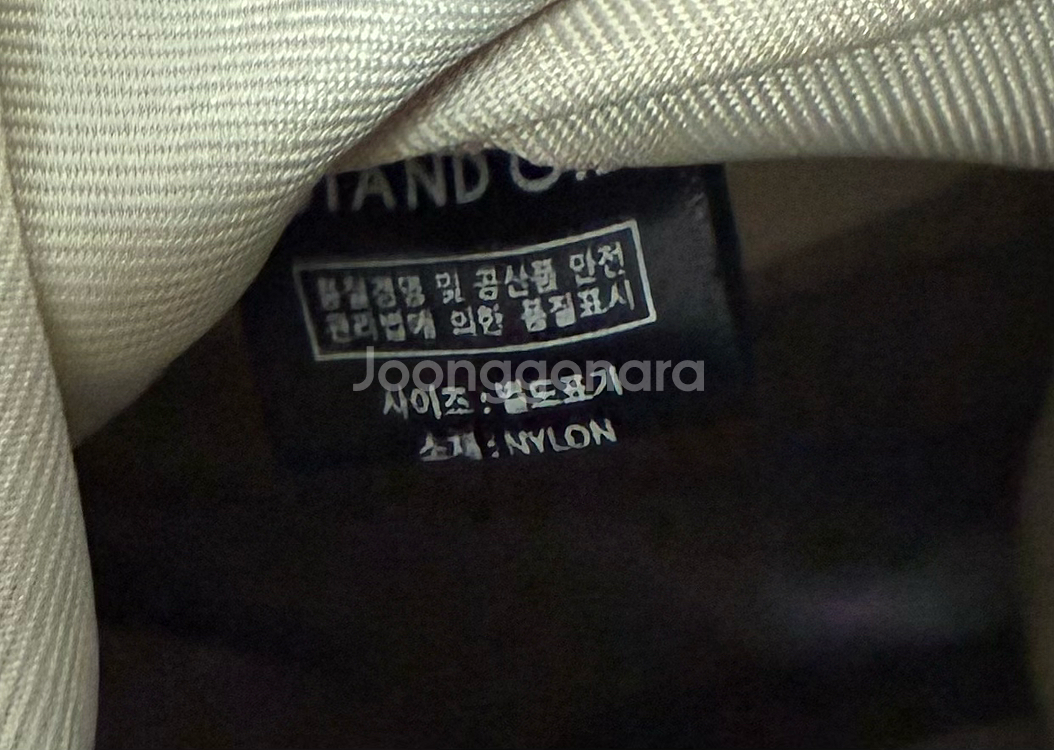 품질경영 및 공산품 안전
관리법에 의한 품질표시
Joonggonara
사이즈 : 별도표기
소재 : NYLON